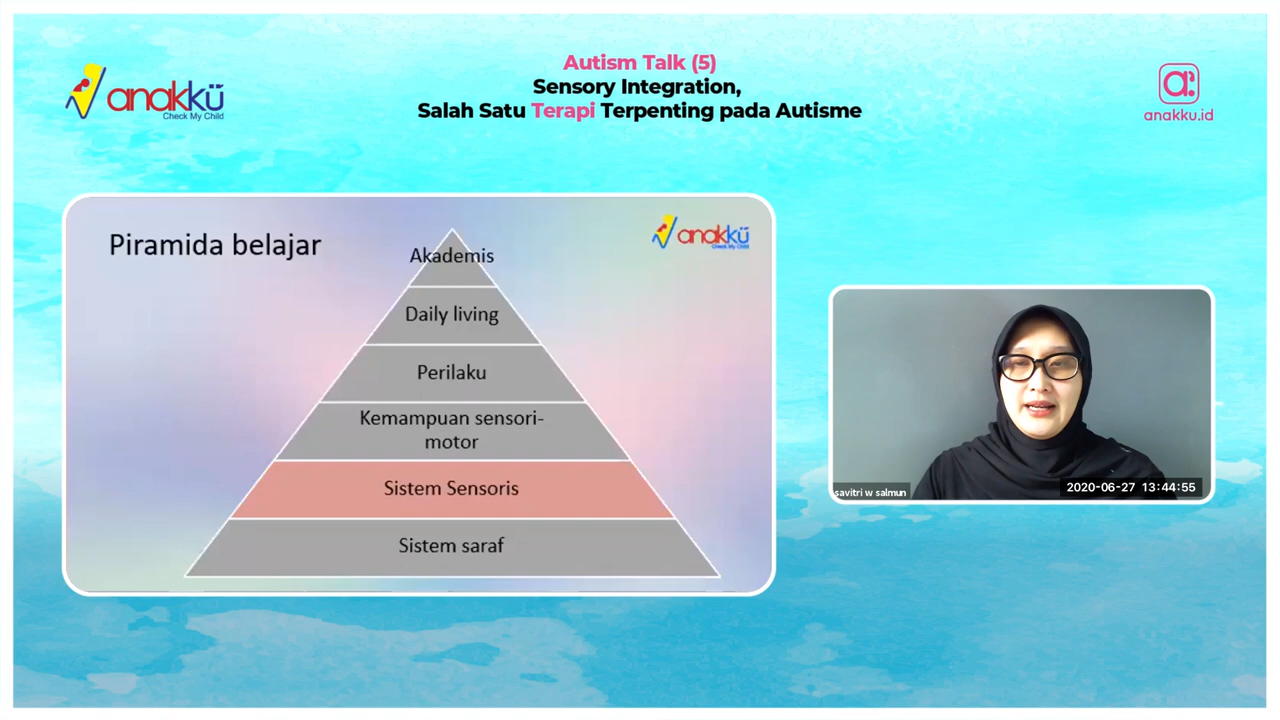 Autism Talk (5)
Sensory Integration,
Salah Satu Terapi Terpenting pada Autisme
anakkü
Check My Child
anakku.id
Piramida belajar
anakkü
Check My Child
Akademis
Daily living
Perilaku
Kemampuan sensori-
motor
Sistem Sensoris
Sistem saraf
savitri w salmun
2020-06-27 13:44:55